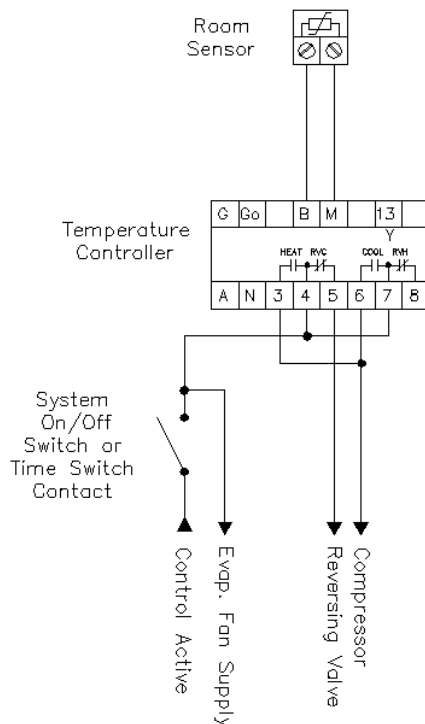 Room
Sensor
G Go B M 13
Y
Temperature
Controller
HEAT RVC COOL RVH
A N 3 4 5 6 7 8
System
On/Off
Switch or
Time Switch
Contact
Control Active
Evap. Fan Supply
Reversing Valve
Compressor